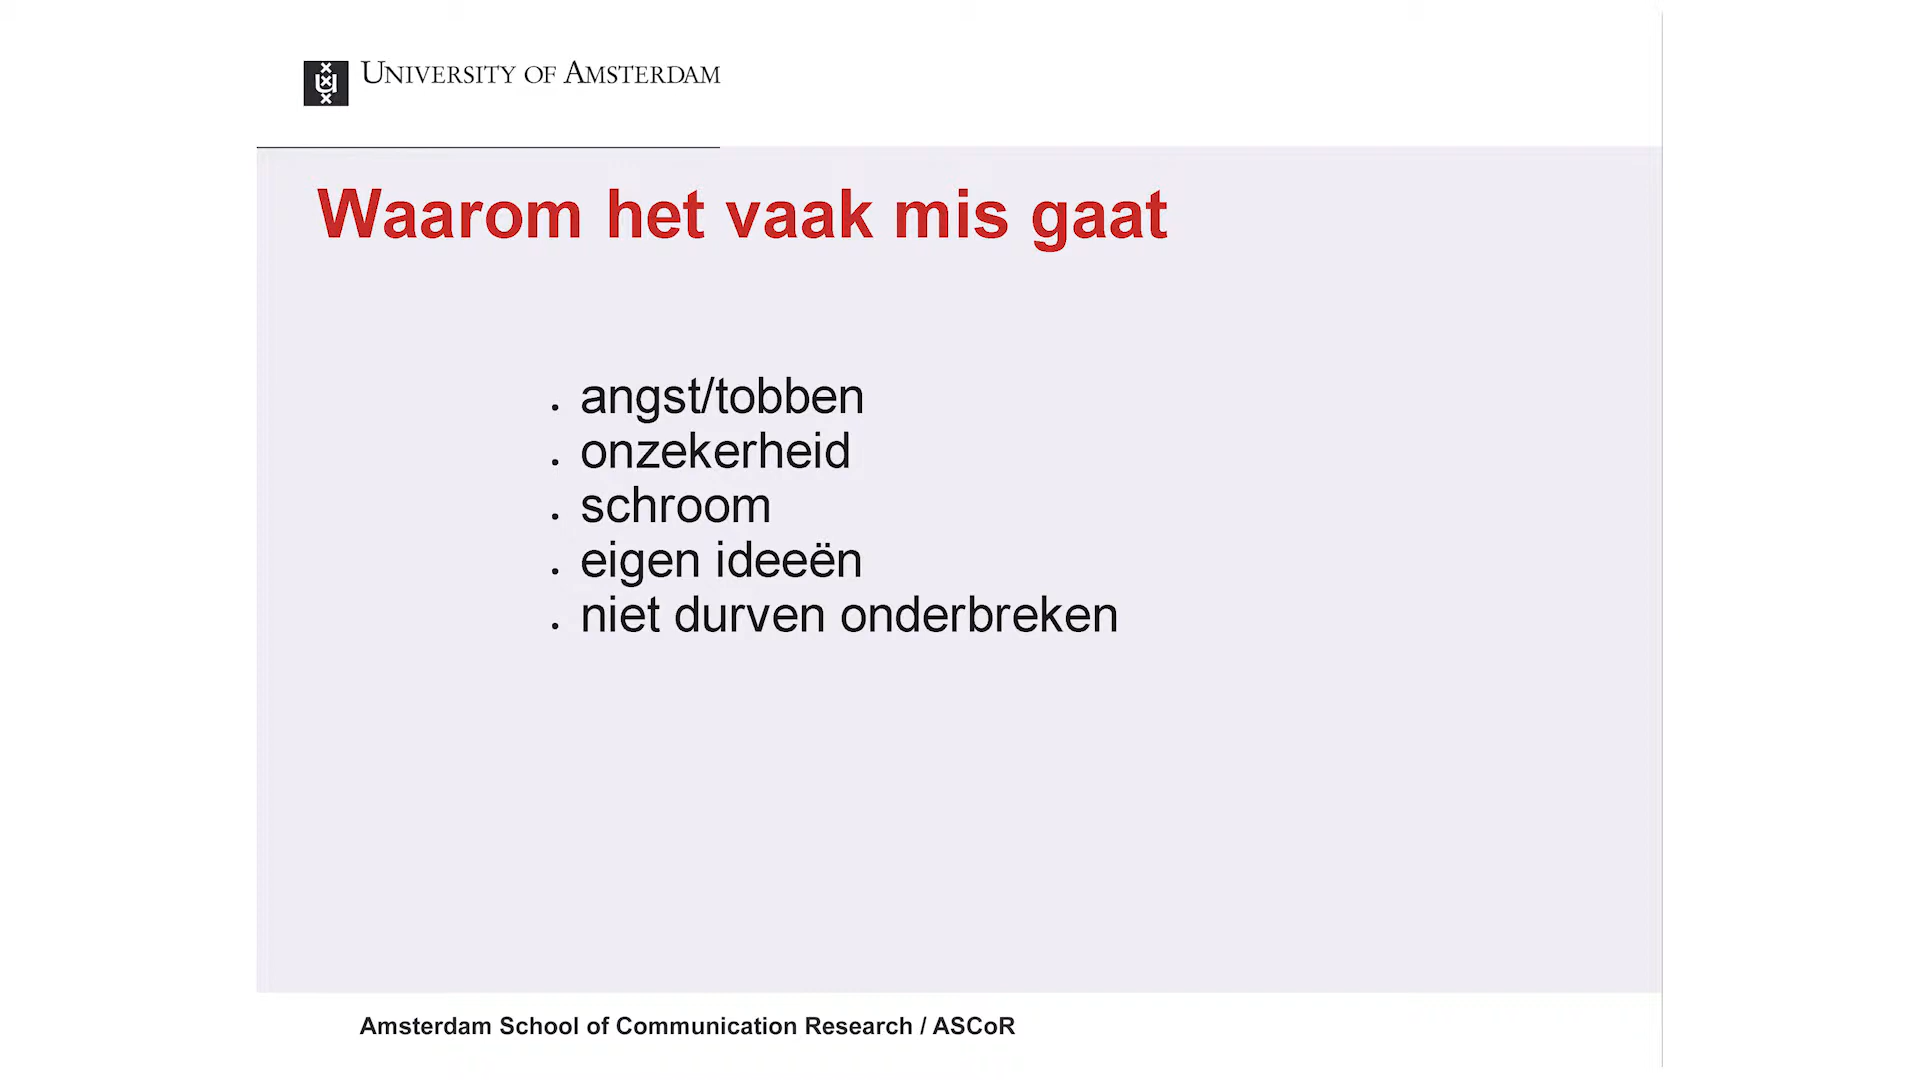 UNIVERSITY OF AMSTERDAM
Waarom het vaak mis gaat
• angst/tobben
• onzekerheid
• schroom
• eigen ideeën
• niet durven onderbreken
Amsterdam School of Communication Research / ASCoR